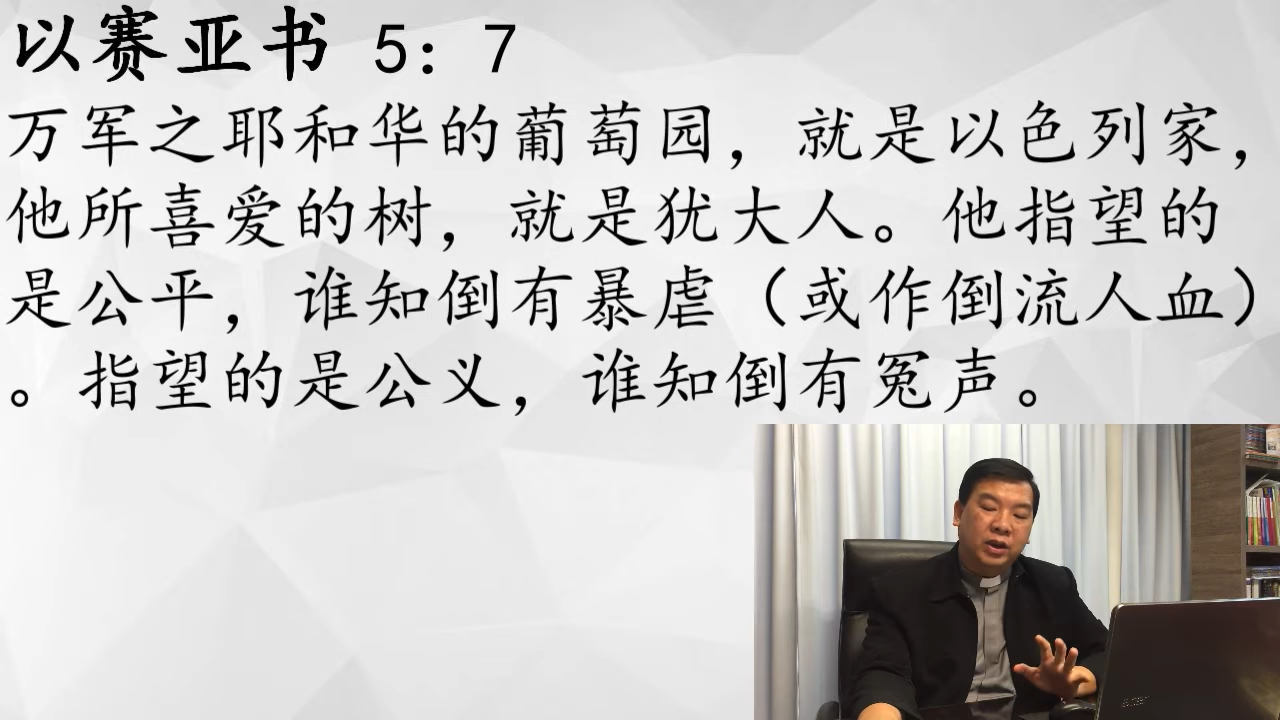 以赛亚书 5：7
万军之耶和华的葡萄园，就是以色列家，
他所喜爱的树，就是犹大人。他指望的
是公平，谁知倒有暴虐（或作倒流人血）
。指望的是公义，谁知倒有冤声。